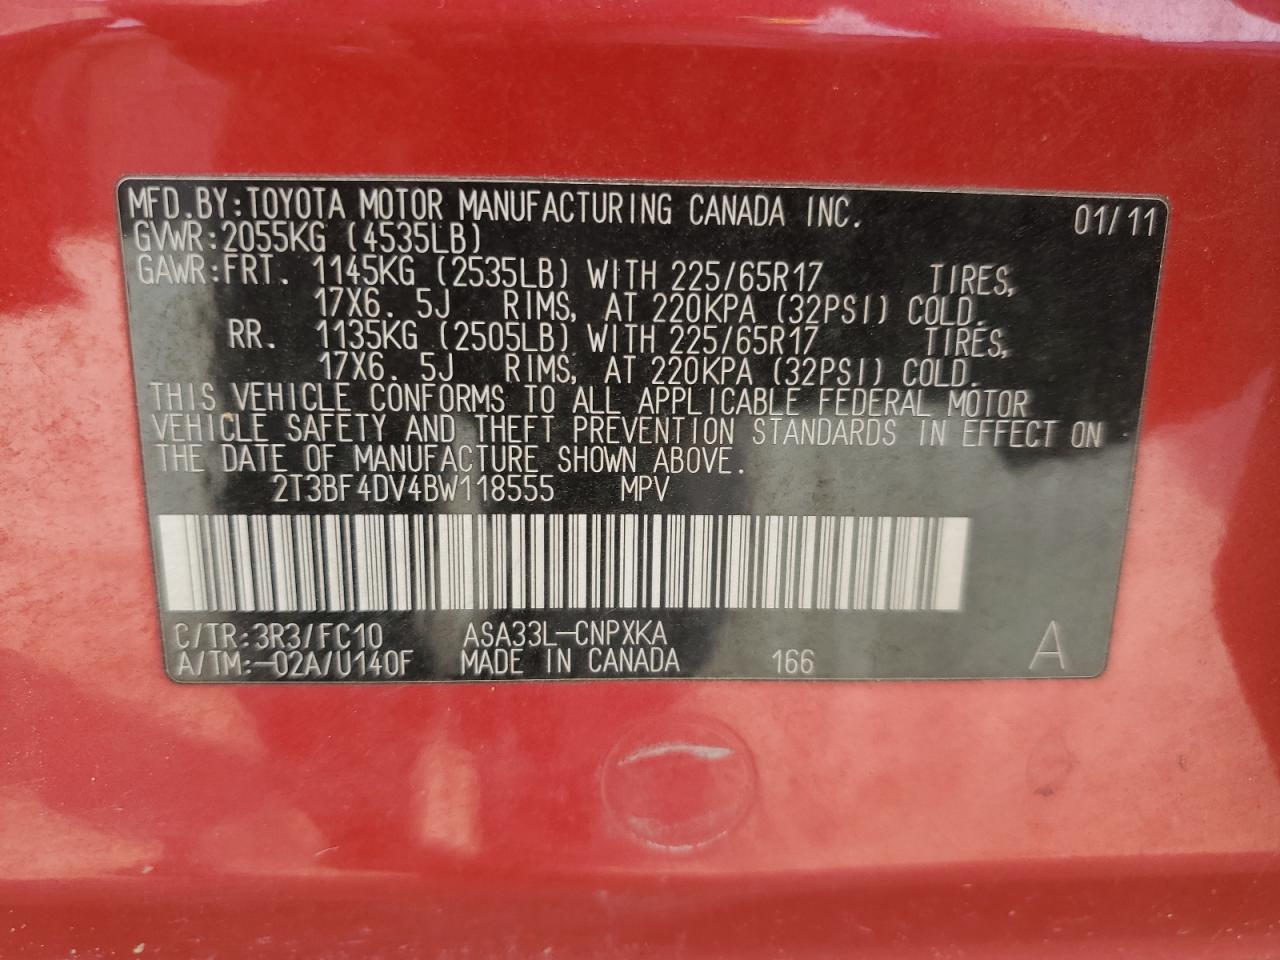 MFD.BY:TOYOTA MOTOR MANUFACTURING CANADA INC. 01/11
GVWR:2055KG (4535LB)
GAWR:FRT. 1145KG (2535LB) WITH 225/65R17 TIRES,
17X6. 5J RIMS, AT 220KPA (32PSI) COLD.
RR. 1135KG (2505LB) WITH 225/65R17 TIRES,
17X6. 5J RIMS, AT 220KPA (32PSI) COLD.
THIS VEHICLE CONFORMS TO ALL APPLICABLE FEDERAL MOTOR
VEHICLE SAFETY AND THEFT PREVENTION STANDARDS IN EFFECT ON
THE DATE OF MANUFACTURE SHOWN ABOVE.
2T3BF4DV4BW118555 MPV
C/TR:3R3/FC10 ASA33L-CNPXKA
A/TM:-02A/U140F MADE IN CANADA 166 A